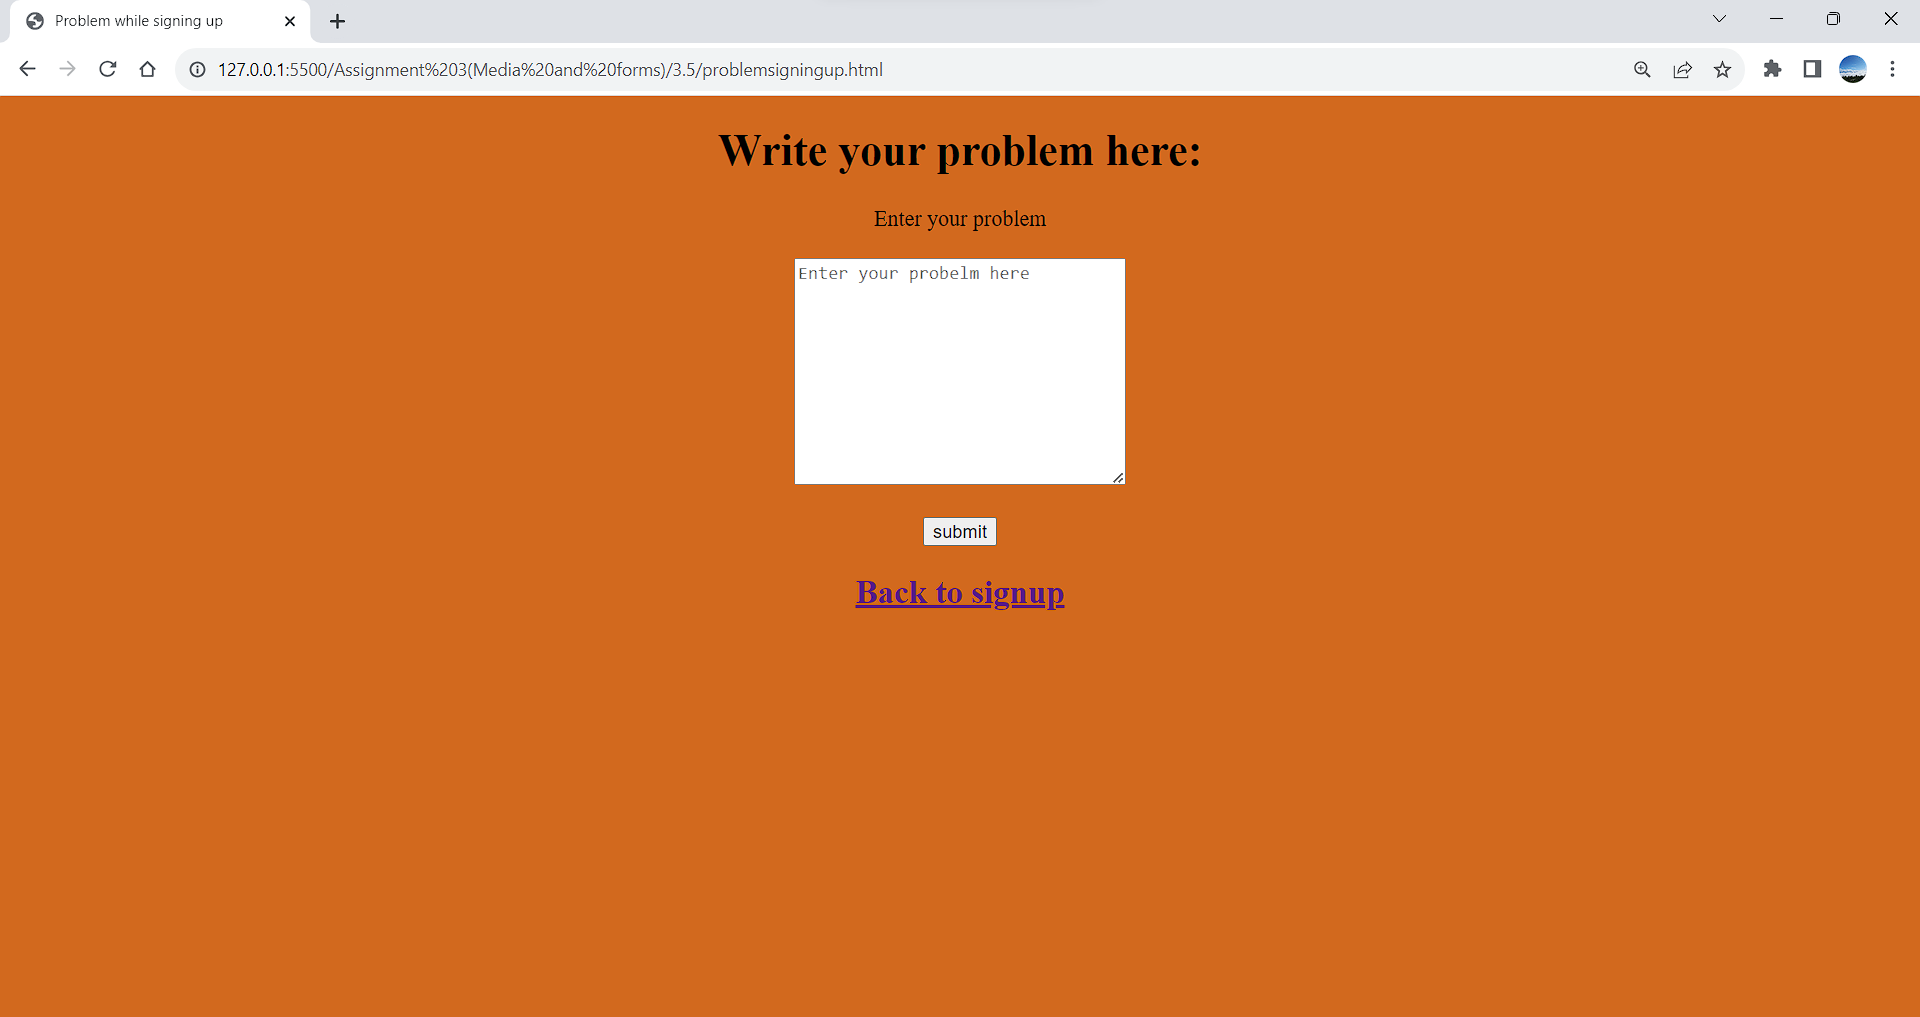 Problem while signing up
127.0.0.1:5500/Assignment%203(Media%20and%20forms)/3.5/problemsigningup.html
Write your problem here:
Enter your problem
Enter your probelm here
submit
Back to signup